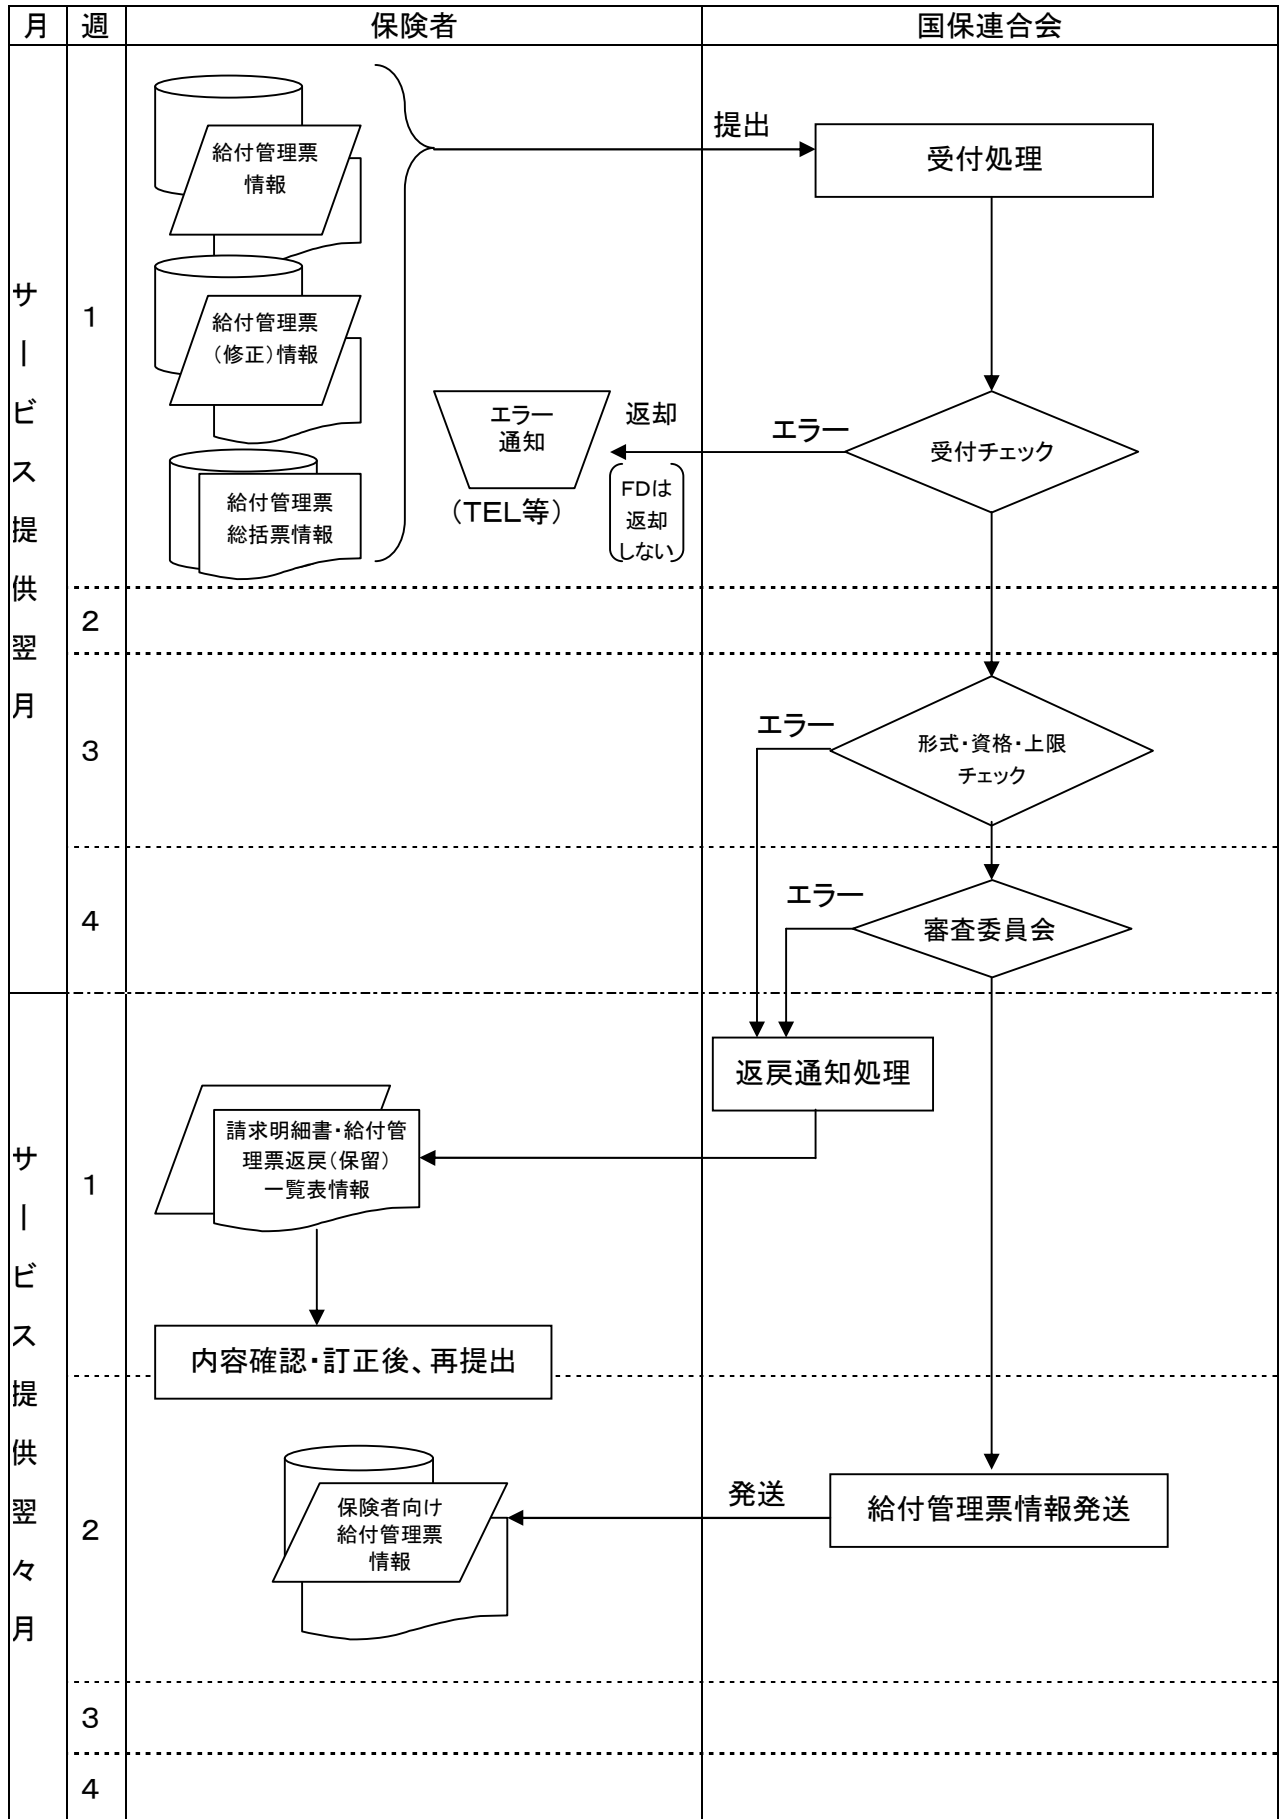 月 週 保険者 国保連合会
サービス提供翌月
1
給付管理票
情報
提出
受付処理
給付管理票
（修正）情報
給付管理票
総括票情報
エラー
通知
（TEL等）
返却
FDは
返却
しない
エラー
受付チェック
2
3
エラー
形式・資格・上限
チェック
4
エラー
審査委員会
サービス提供翌々月
1
返戻通知処理
請求明細書・給付管
理票返戻（保留）
一覧表情報
内容確認・訂正後、再提出
2
保険者向け
給付管理票
情報
発送
給付管理票情報発送
3
4